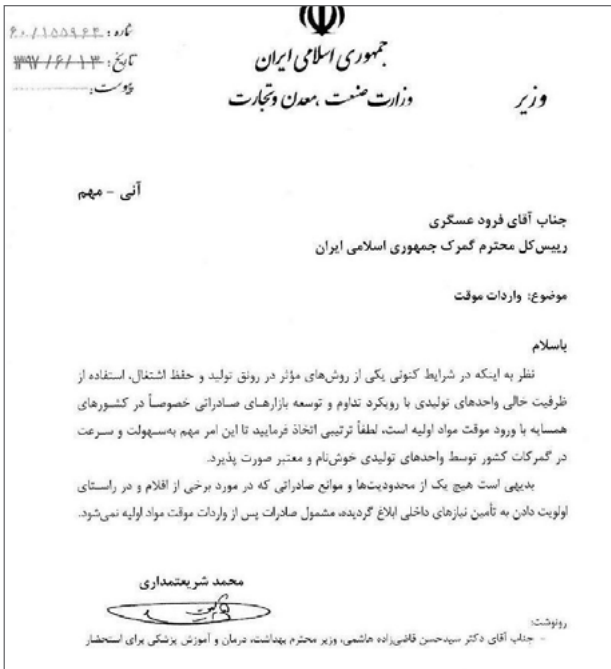 شماره: ۶۰/۱۵۵۹۶۴
تاریخ: ۱۳۹۷/۶/۱۳
پیوست:
جمهوری اسلامی ایران
وزارت صنعت، معدن و تجارت
وزیر
آنی - مهم
جناب آقای فرود عسگری
رییس‌کل محترم گمرک جمهوری اسلامی ایران
موضوع: واردات موقت
باسلام
نظر به اینکه در شرایط کنونی یکی از روش‌های مؤثر در رونق تولید و حفظ اشتغال، استفاده از
ظرفیت خالی واحدهای تولیدی با رویکرد تداوم و توسعه بازارهای صادراتی خصوصاً در کشورهای
همسایه با ورود موقت مواد اولیه است، لطفاً ترتیبی اتخاذ فرمایید تا این امر مهم به‌سهولت و سرعت
در گمرکات کشور توسط واحدهای تولیدی خوش‌نام و معتبر صورت پذیرد.
بدیهی است هیچ یک از محدودیت‌ها و موانع صادراتی که در مورد برخی از اقلام و در راستای
اولویت دادن به تأمین نیازهای داخلی ابلاغ گردیده، مشمول صادرات پس از واردات موقت مواد اولیه نمی‌شود.
محمد شریعتمداری
رونوشت:
- جناب آقای دکتر سیدحسن قاضی‌زاده هاشمی، وزیر محترم بهداشت، درمان و آموزش پزشکی برای استحضار